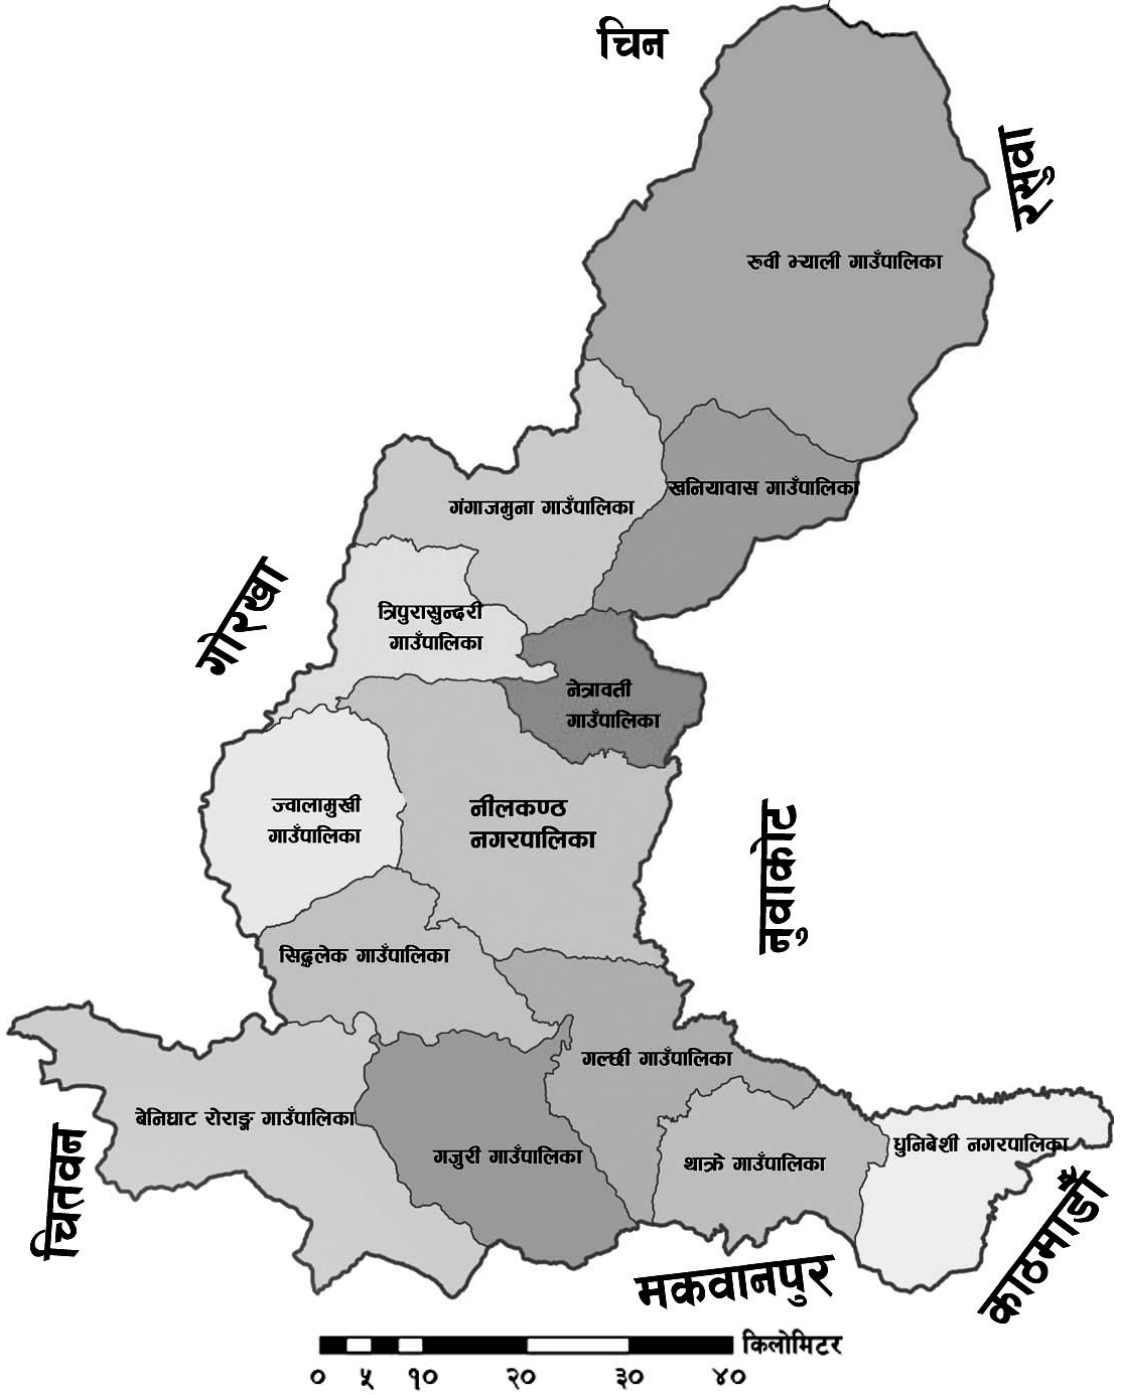 चिन
रसुवा
रुवी भ्याली गाउँपालिका
खनियावास गाउँपालिका
गंगाजमुना गाउँपालिका
गोरखा
त्रिपुरासुन्दरी
गाउँपालिका
नेत्रावती
गाउँपालिका
ज्वालामुखी
गाउँपालिका
नीलकण्ठ
नगरपालिका
नुवाकोट
सिद्धलेक गाउँपालिका
गल्छी गाउँपालिका
बेनिघाट रोराङ्ग गाउँपालिका
गजुरी गाउँपालिका
थाक्रे गाउँपालिका
धुनिबेशी नगरपालिका
चितवन
काठमाडौं
मकवानपुर
किलोमिटर
० ५ १० २० ३० ४०